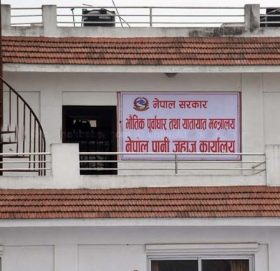 नेपाल सरकार
भौतिक पूर्वाधार तथा यातायात मन्त्रालय
नेपाल पानी जहाज कार्यालय